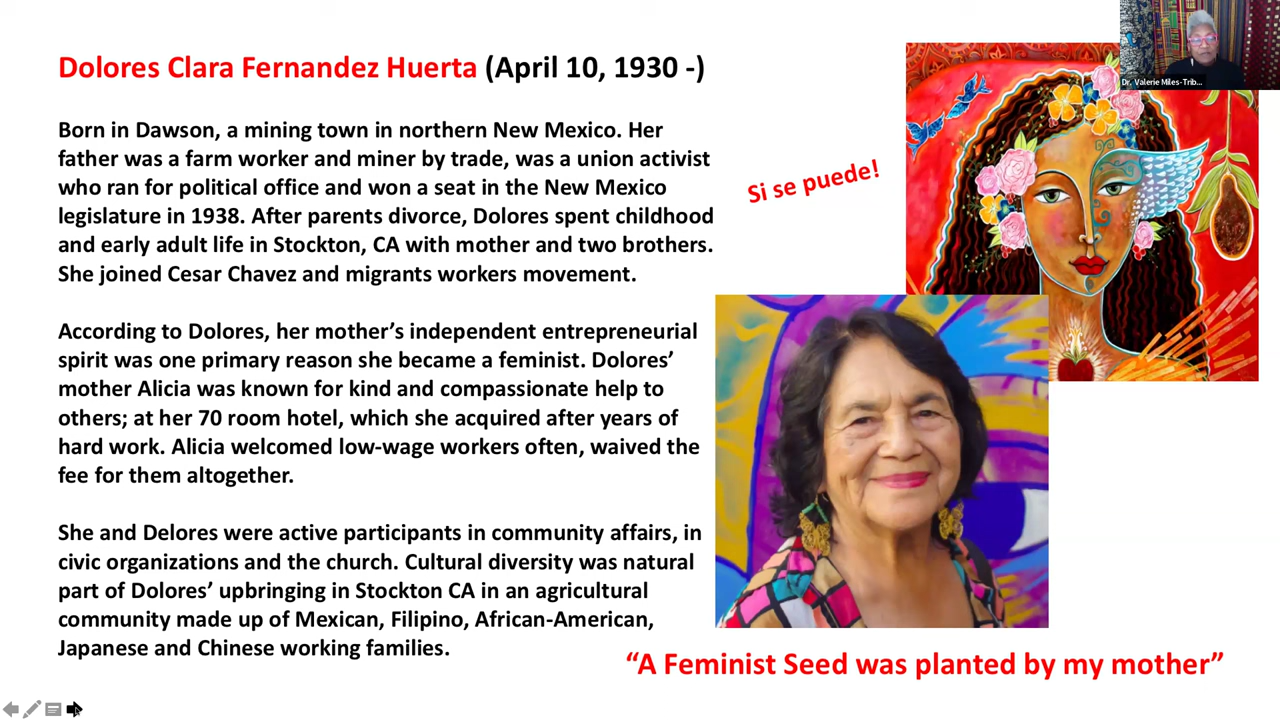 Dolores Clara Fernandez Huerta (April 10, 1930 -)
Born in Dawson, a mining town in northern New Mexico. Her
father was a farm worker and miner by trade, was a union activist
who ran for political office and won a seat in the New Mexico
legislature in 1938. After parents divorce, Dolores spent childhood
and early adult life in Stockton, CA with mother and two brothers.
She joined Cesar Chavez and migrants workers movement.
According to Dolores, her mother’s independent entrepreneurial
spirit was one primary reason she became a feminist. Dolores’
mother Alicia was known for kind and compassionate help to
others; at her 70 room hotel, which she acquired after years of
hard work. Alicia welcomed low-wage workers often, waived the
fee for them altogether.
She and Delores were active participants in community affairs, in
civic organizations and the church. Cultural diversity was natural
part of Dolores’ upbringing in Stockton CA in an agricultural
community made up of Mexican, Filipino, African-American,
Japanese and Chinese working families.
Si se puede!
Dr. Valerie Miles-Trib...
“A Feminist Seed was planted by my mother”